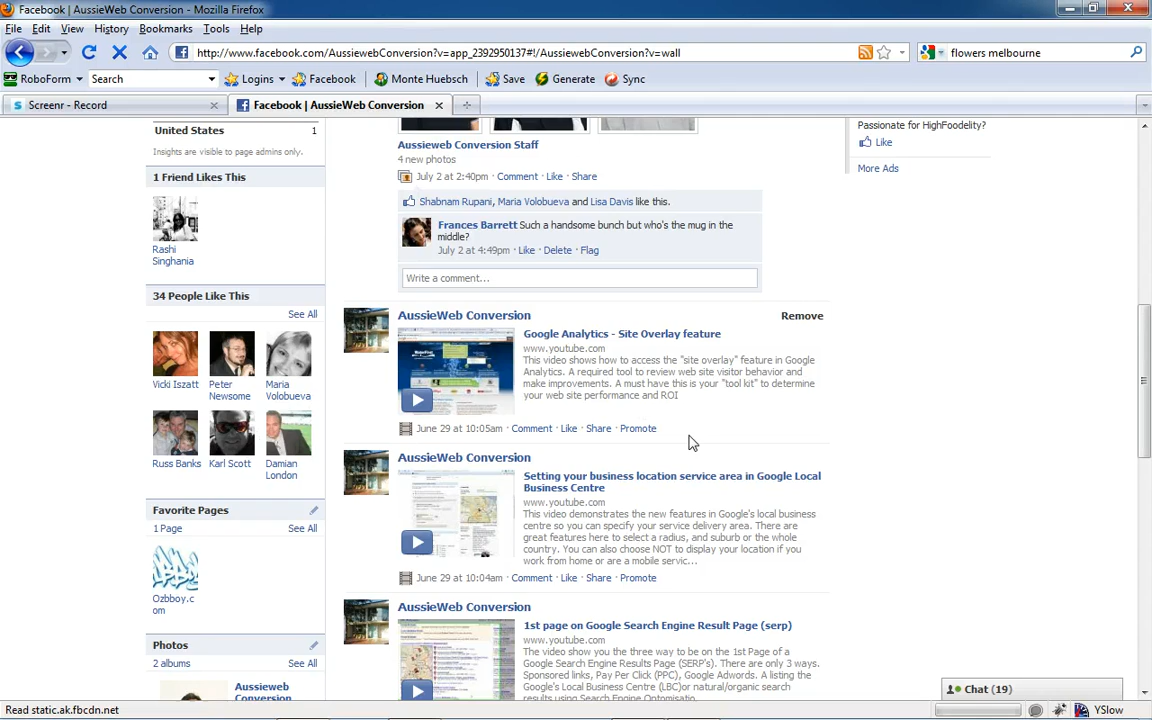 Facebook | AussieWeb Conversion - Mozilla Firefox
File Edit View History Bookmarks Tools Help
http://www.facebook.com/AussiewebConversion?v=app_2392950137#!/AussiewebConversion?v=wall
flowers melbourne
RoboForm Search Logins Facebook Monte Huebsch Save Generate Sync
Screenr - Record
Facebook | AussieWeb Conversion
United States 1
Insights are visible to page admins only.
1 Friend Likes This
Rashi
Singhania
34 People Like This
See All
Vicki Iszatt
Peter
Newsome
Maria
Volobueva
Russ Banks
Karl Scott
Damian
London
Favorite Pages
1 Page
See All
Ozbboy.c
om
Photos
2 albums
See All
Aussieweb
Conversion
Aussieweb Conversion Staff
4 new photos
July 2 at 2:40pm · Comment · Like · Share
Shabnam Rupani, Maria Volobueva and Lisa Davis like this.
Frances Barrett Such a handsome bunch but who's the mug in the
middle?
July 2 at 4:49pm · Like · Delete · Flag
Write a comment...
AussieWeb Conversion
Remove
Google Analytics - Site Overlay feature
www.youtube.com
This video shows how to access the "site overlay" feature in Google
Analytics. A required tool to review web site visitor behavior and
make improvements. A must have this is your "tool kit" to determine
your web site performance and ROI
June 29 at 10:05am · Comment · Like · Share · Promote
AussieWeb Conversion
Setting your business location service area in Google Local
Business Centre
www.youtube.com
This video demonstrates the new features in Google's local business
centre so you can specify your service delivery area. There are
great features here to select a radius, and suburb or the whole
country. You can also choose NOT to display your location if you
work from home or are a mobile servic...
June 29 at 10:04am · Comment · Like · Share · Promote
AussieWeb Conversion
1st page on Google Search Engine Result Page (serp)
www.youtube.com
The video show you the three way to be on the 1st Page of a
Google Search Engine Results Page (SERP's). There are only 3 ways.
Sponsored links, Pay Per Click (PPC), Google Adwords. A listing the
Google's Local Business Centre (LBC)or natural/organic search
results using Search Engine Optomisation
Passionate for HighFoodelity?
Like
More Ads
Chat (19)
Read static.ak.fbcdn.net
YSlow